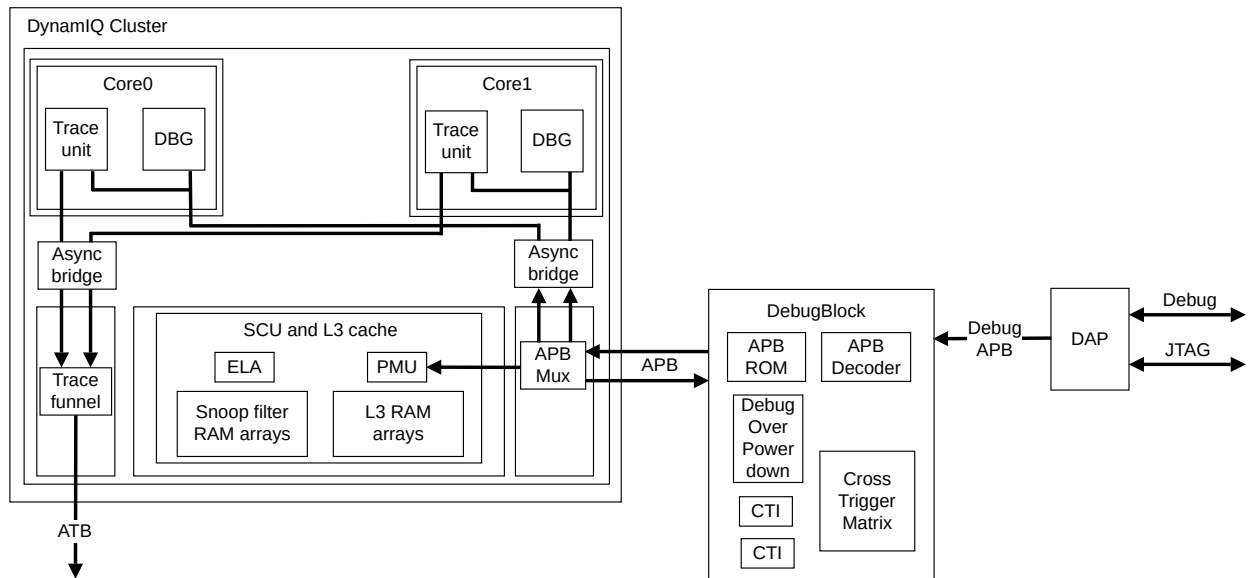 DynamIQ Cluster
Core0
Trace
unit
DBG
Core1
Trace
unit
DBG
Async
bridge
Async
bridge
SCU and L3 cache
ELA
PMU
Snoop filter
RAM arrays
L3 RAM
arrays
Trace
funnel
APB
Mux
ATB
APB
DebugBlock
APB
ROM
APB
Decoder
Debug
Over
Power
down
Cross
Trigger
Matrix
CTI
CTI
Debug
APB
DAP
Debug
JTAG